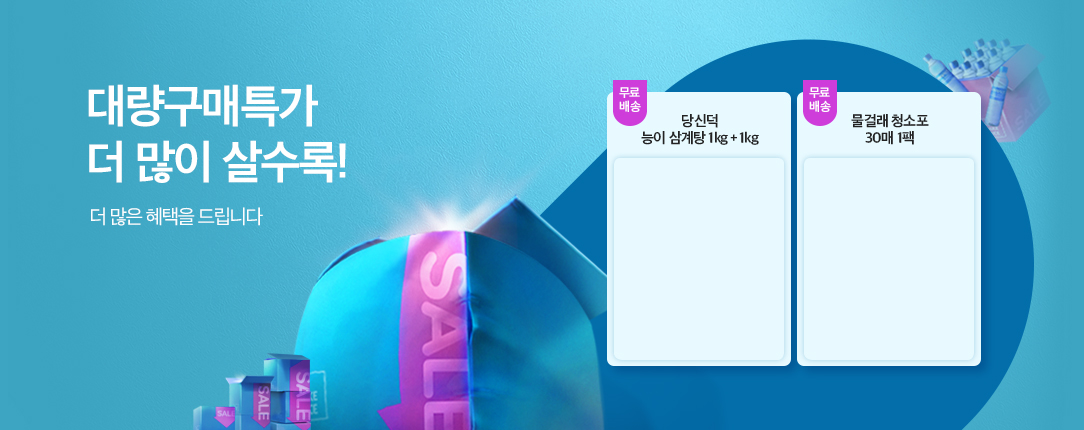 대량구매특가
더 많이 살수록!
더 많은 혜택을 드립니다
무료
배송
당신덕
능이 삼계탕 1kg + 1kg
무료
배송
물걸레 청소포
30매 1팩
SALE
SALE
SALE
SALE